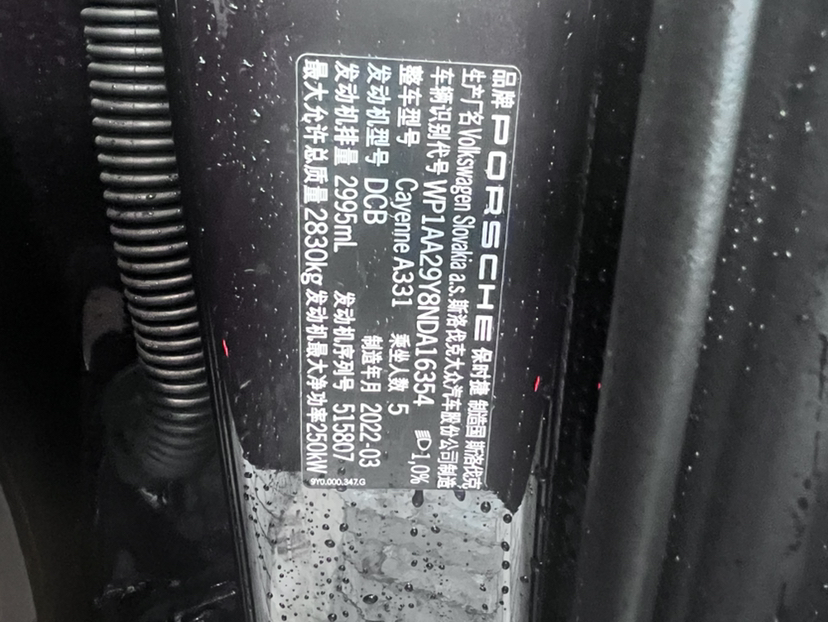 品牌 PORSCHE 保时捷 制造国 斯洛伐克
生产厂名 Volkswagen Slovakia a.s.斯洛伐克大众汽车股份公司制造
车辆识别代号 WP1AA29Y8NDA16354 1,0%
整车型号 Cayenne A331 乘坐人数 5
发动机型号 DCB 制造年月 2022-03
发动机排量 2995mL 发动机序列号 515807
最大允许总质量 2830kg 发动机最大净功率250kW
9Y0.000.347.G